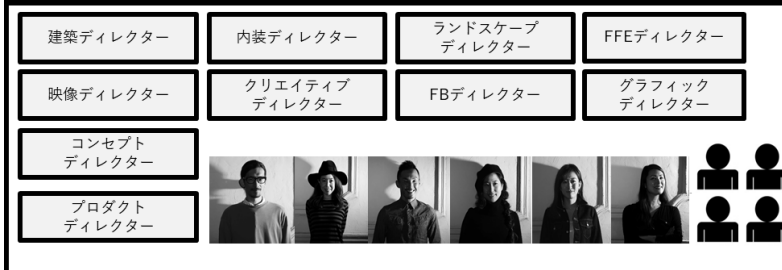 建築ディレクター
内装ディレクター
ランドスケープ
ディレクター
FFEディレクター
映像ディレクター
クリエイティブ
ディレクター
FBディレクター
グラフィック
ディレクター
コンセプト
ディレクター
プロダクト
ディレクター